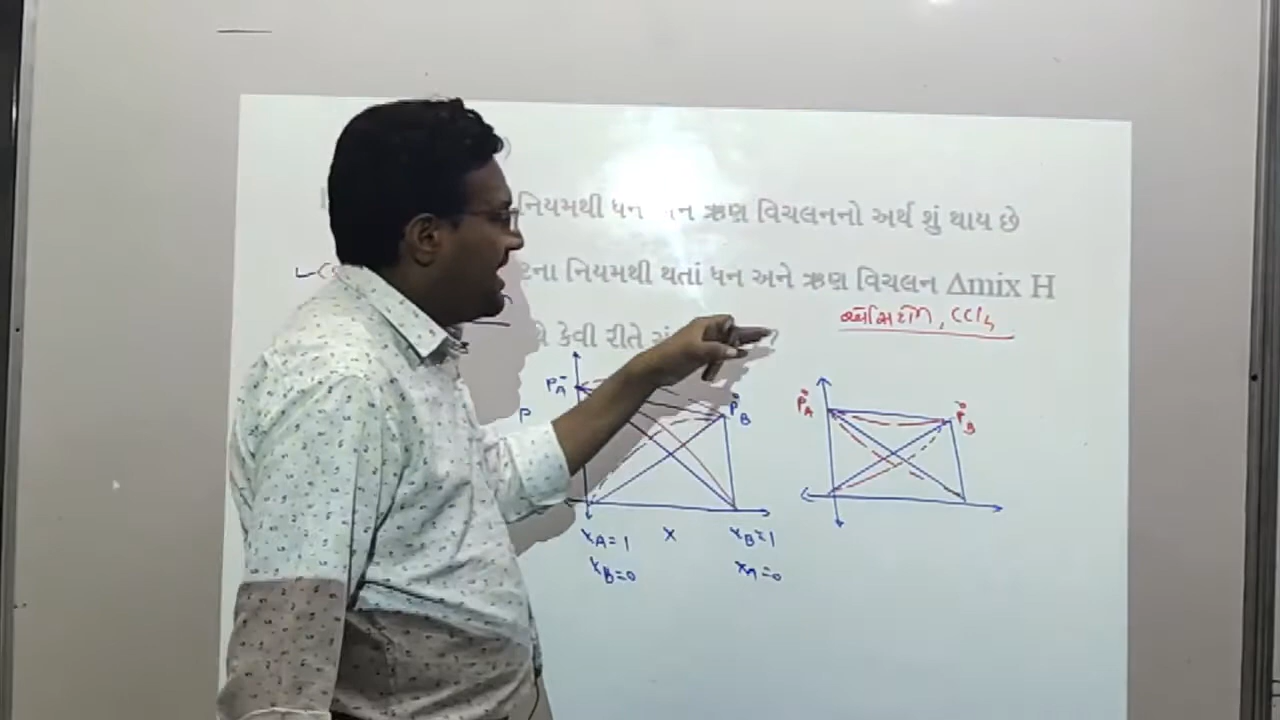 નિયમથી ધન ઋણ વિચલનનો અર્થ શું થાય છે
ના નિયમથી થતાં ધન અને ઋણ વિચલન Δmix H
કેવી રીતે ?
, CCl4
P°A P°B P°A P°B
P
xA=1 x xB=1
xB=0 xA=0